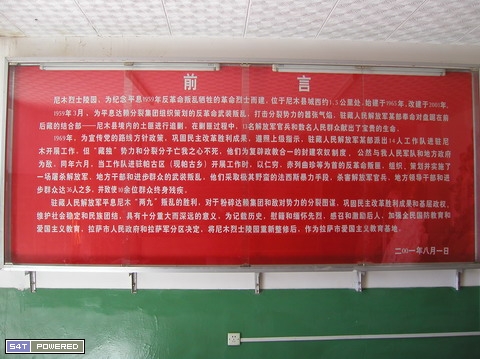 前 言
尼木烈士陵园，为纪念平息1959年反革命叛乱牺牲的革命烈士而建，位于尼木县城西约1.5公里处，始建于1965年，改建于2001年。
1959年3月，为平息达赖分裂集团组织策划的反革命武装叛乱，打击分裂势力的嚣张气焰，驻藏人民解放军某部奉命对盘踞在前
后藏的结合部——尼木县境内的土匪进行追剿，在剿匪过程中，13名解放军官兵和数名人民群众献出了宝贵的生命。
1969年，为宣传党的路线方针政策，巩固民主改革胜利成果，遵照上级指示，驻藏人民解放军某部派出14人工作队进驻尼
木开展工作，但“藏独”势力和分裂分子亡我之心不死，他们为复辟政教合一的封建农奴制度，公然与我人民军队和地方政府
为敌，同年六月，当工作队进驻帕古区（现帕古乡）开展工作时，以仁穷、赤列曲珍等为首的反革命叛匪，组织、策划并实施了
一场屠杀解放军、地方干部和进步群众的武装叛乱，他们采取极其野蛮的法西斯暴力手段，杀害解放军官兵、地方领导干部和进
步群众达36人之多，并致使10余位群众终身残疾。
驻藏人民解放军平息尼木“两九”叛乱的胜利，对于粉碎达赖集团和敌对势力的分裂图谋，巩固民主改革胜利成果和基层政权，
维护社会稳定和民族团结，具有十分重大而深远的意义。为记载历史，慰藉和缅怀先烈，感召和激励后人，加强全民国防教育和
爱国主义教育，拉萨市人民政府和拉萨军分区决定，将尼木烈士陵园重新整修后，作为拉萨市爱国主义教育基地。
二00一年八月一日
S4T POWERED